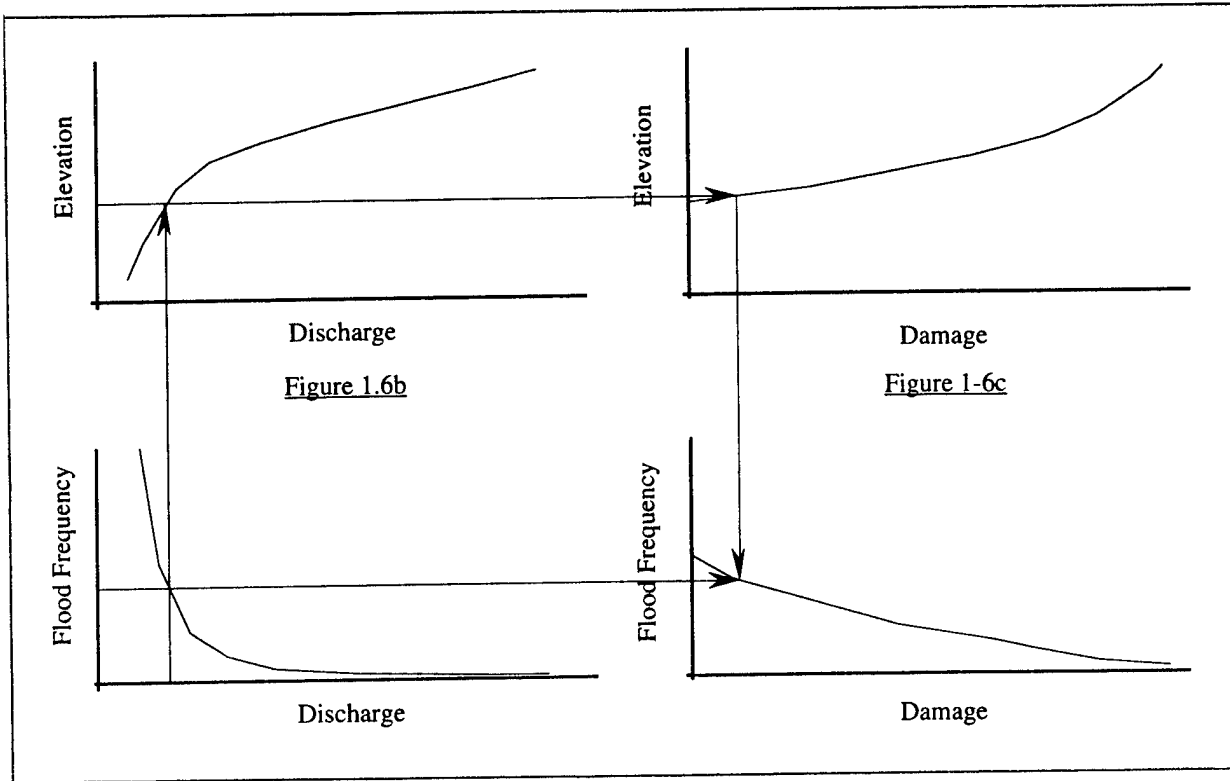 Elevation
Discharge
Figure 1.6b
Elevation
Damage
Figure 1-6c
Flood Frequency
Discharge
Flood Frequency
Damage